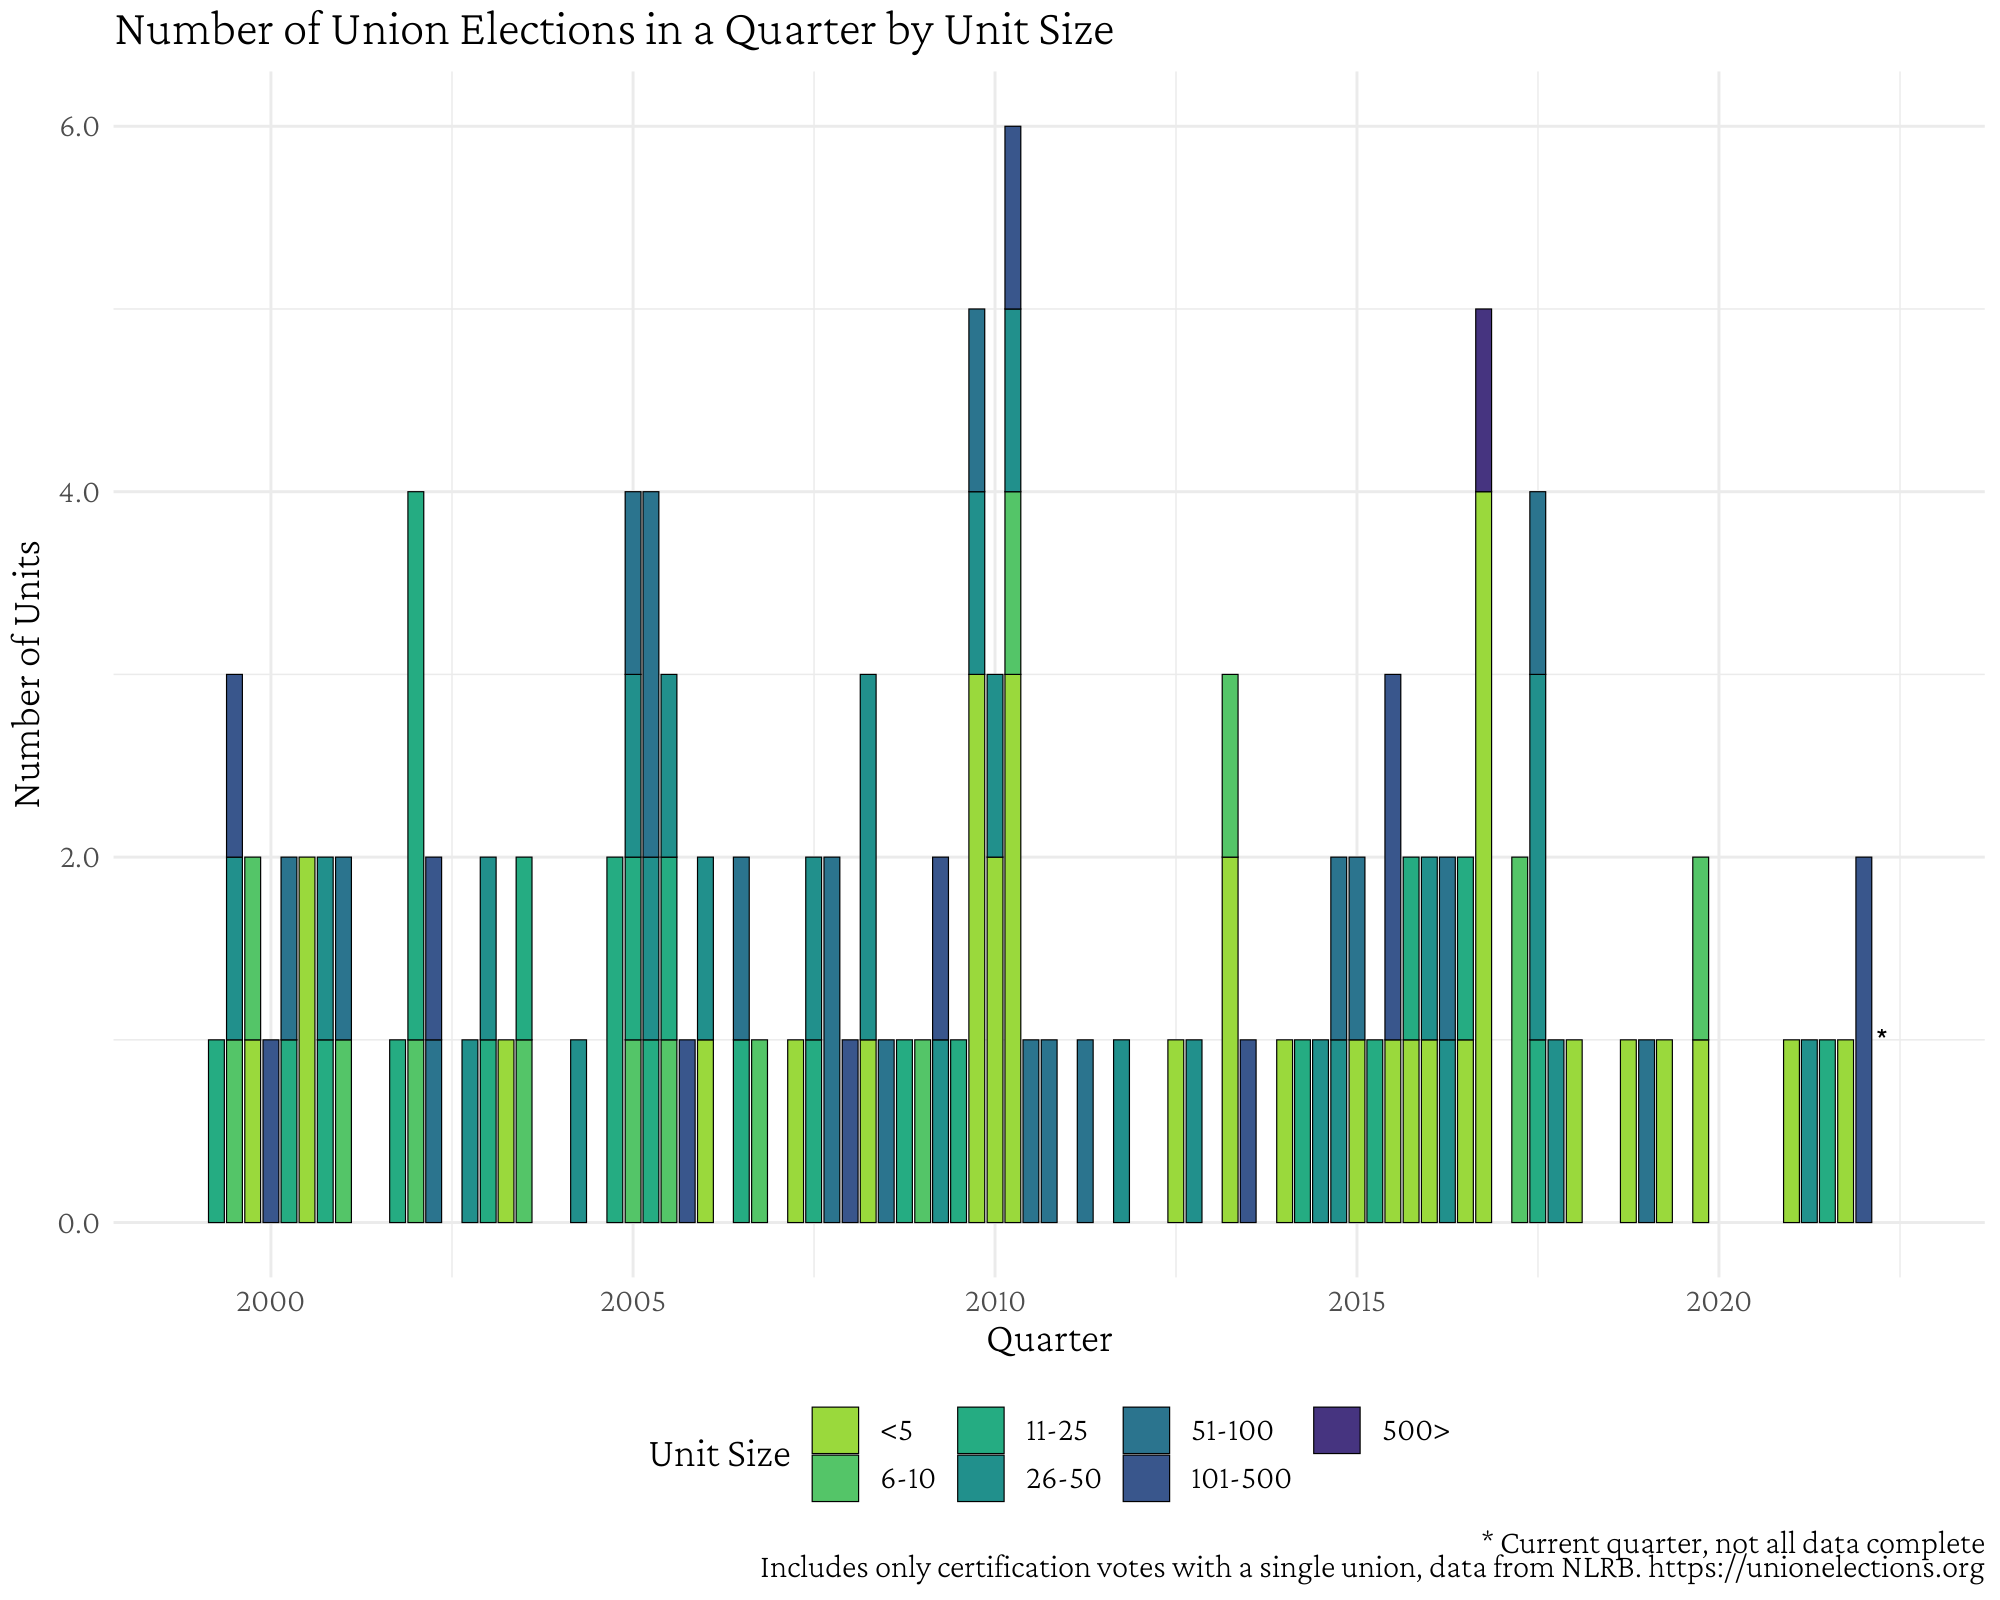 Number of Union Elections in a Quarter by Unit Size
6.0
4.0
2.0
0.0
Number of Units
*
2000 2005 2010 2015 2020
Quarter
Unit Size
<5 11-25 51-100 500>
6-10 26-50 101-500
* Current quarter, not all data complete
Includes only certification votes with a single union, data from NLRB. https://unionelections.org